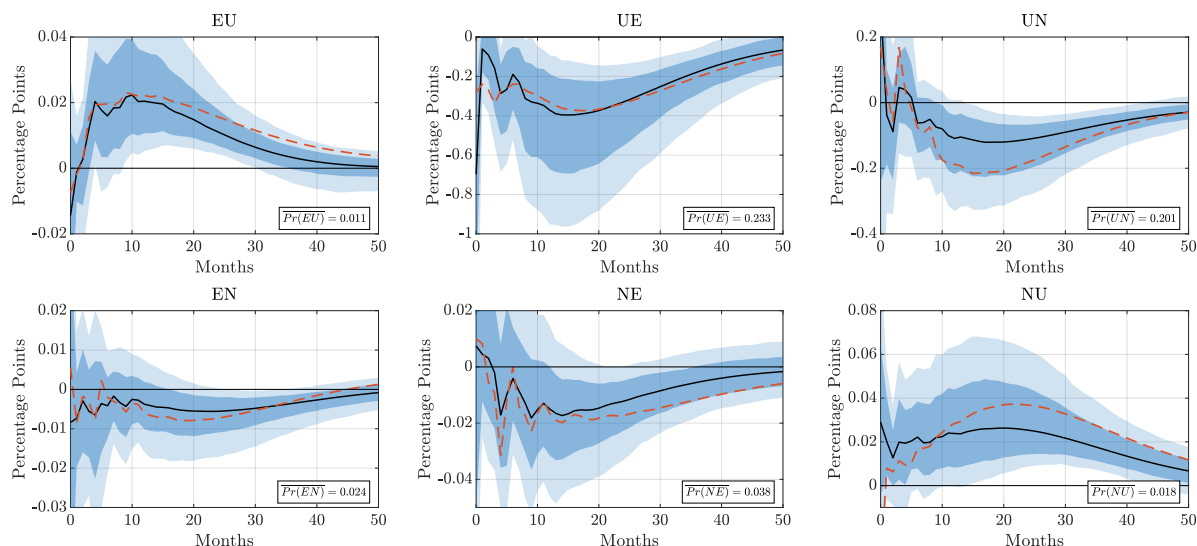 EU
UE
UN
0.04
0.02
0
-0.02
Percentage Points
0
-0.2
-0.4
-0.6
-0.8
-1
Percentage Points
0.2
0
-0.2
-0.4
Percentage Points
Pr(EU) = 0.011
Pr(UE) = 0.233
Pr(UN) = 0.201
0 10 20 30 40 50
0 10 20 30 40 50
0 10 20 30 40 50
Months
Months
Months
EN
NE
NU
0.02
0.01
0
-0.01
-0.02
-0.03
Percentage Points
0.02
0
-0.02
-0.04
Percentage Points
0.08
0.06
0.04
0.02
0
Percentage Points
Pr(EN) = 0.024
Pr(NE) = 0.038
Pr(NU) = 0.018
0 10 20 30 40 50
0 10 20 30 40 50
0 10 20 30 40 50
Months
Months
Months